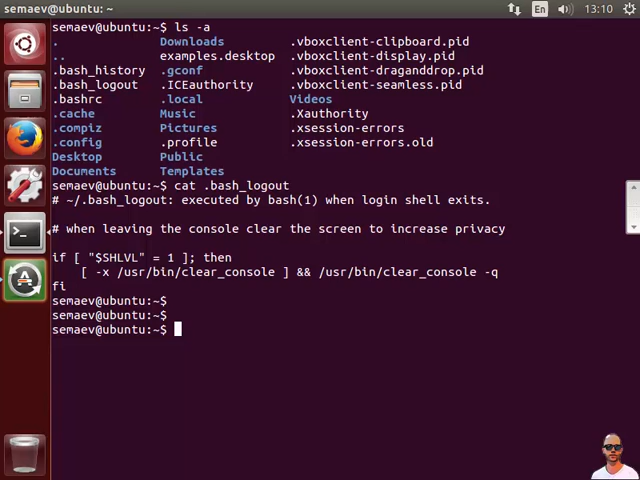 semaev@ubuntu: ~ En 13:10
semaev@ubuntu:~$ ls -a
. Downloads .vboxclient-clipboard.pid
.. examples.desktop .vboxclient-display.pid
.bash_history .gconf .vboxclient-draganddrop.pid
.bash_logout .ICEauthority .vboxclient-seamless.pid
.bashrc .local Videos
.cache Music .Xauthority
.compiz Pictures .xsession-errors
.config .profile .xsession-errors.old
Desktop Public
Documents Templates
semaev@ubuntu:~$ cat .bash_logout
# ~/.bash_logout: executed by bash(1) when login shell exits.
# when leaving the console clear the screen to increase privacy
if [ "$SHLVL" = 1 ]; then
[ -x /usr/bin/clear_console ] && /usr/bin/clear_console -q
fi
semaev@ubuntu:~$
semaev@ubuntu:~$
semaev@ubuntu:~$